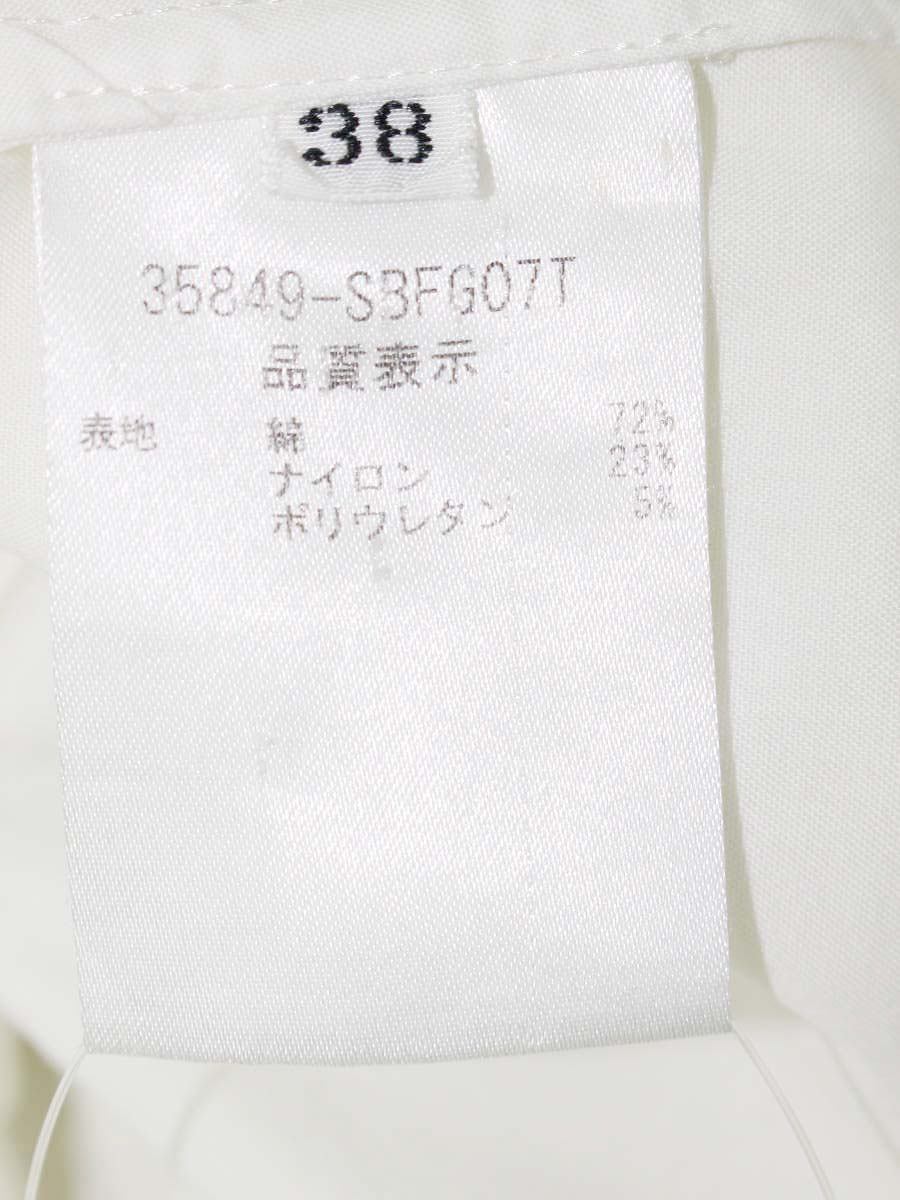 38
35849-SBFG07T
品質表示
表地 綿 72%
ナイロン 23%
ポリウレタン 5%